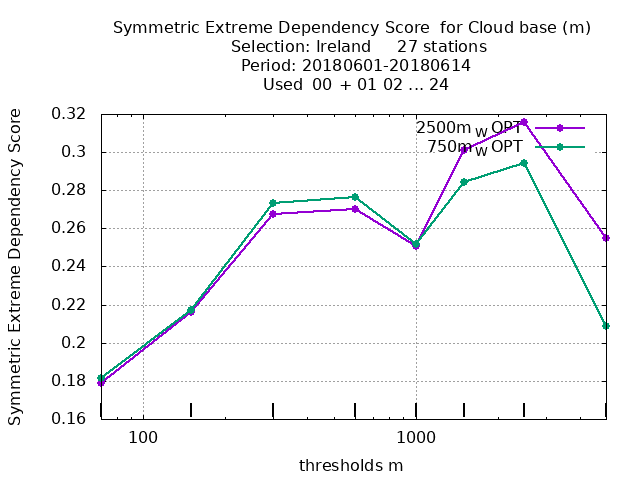 Symmetric Extreme Dependency Score  for Cloud base (m)
Selection: Ireland     27 stations
Period: 20180601-20180614
Used  00  + 01 02 ... 24
Symmetric Extreme Dependency Score
0.32
0.3
0.28
0.26
0.24
0.22
0.2
0.18
0.16
2500m_W OPT
750m_W OPT
100
1000
thresholds m